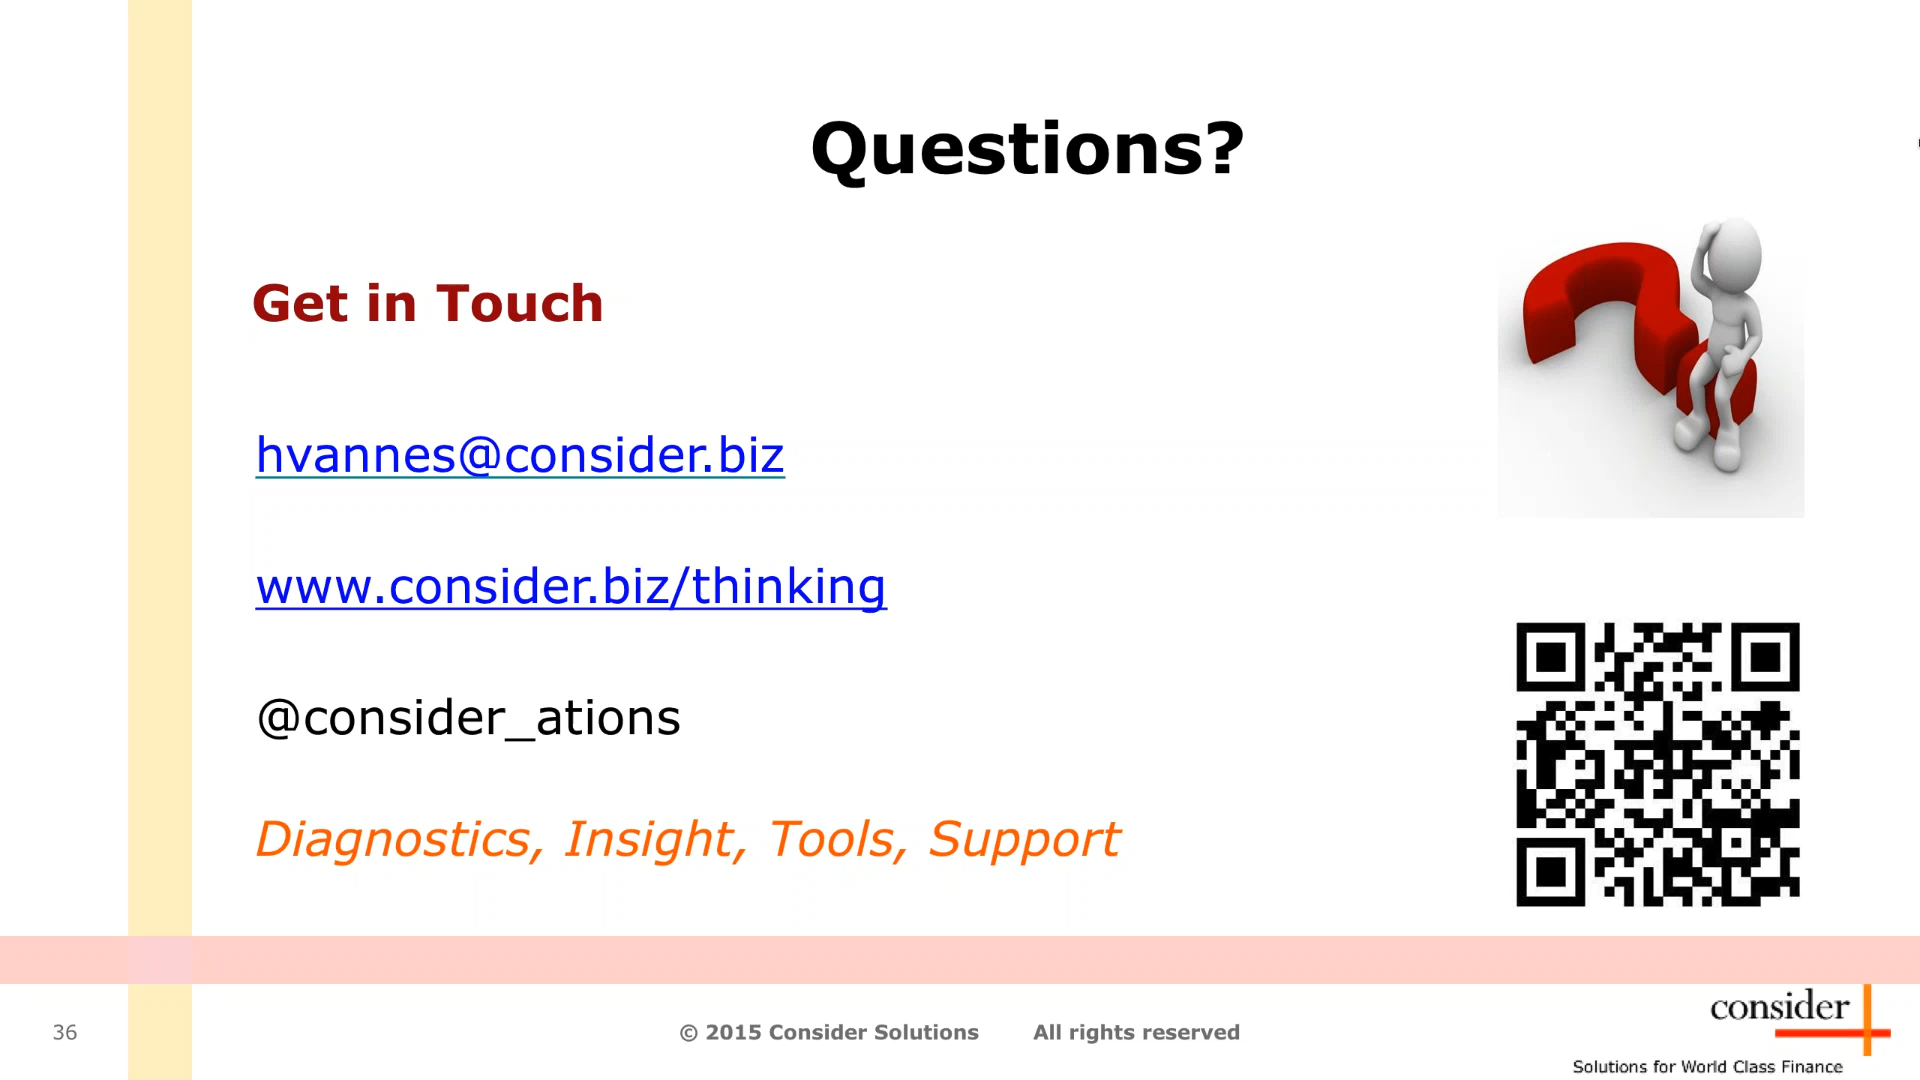 Questions?
Get in Touch
hvannes@consider.biz
www.consider.biz/thinking
@consider_ations
Diagnostics, Insight, Tools, Support
36
© 2015 Consider Solutions All rights reserved
consider
Solutions for World Class Finance